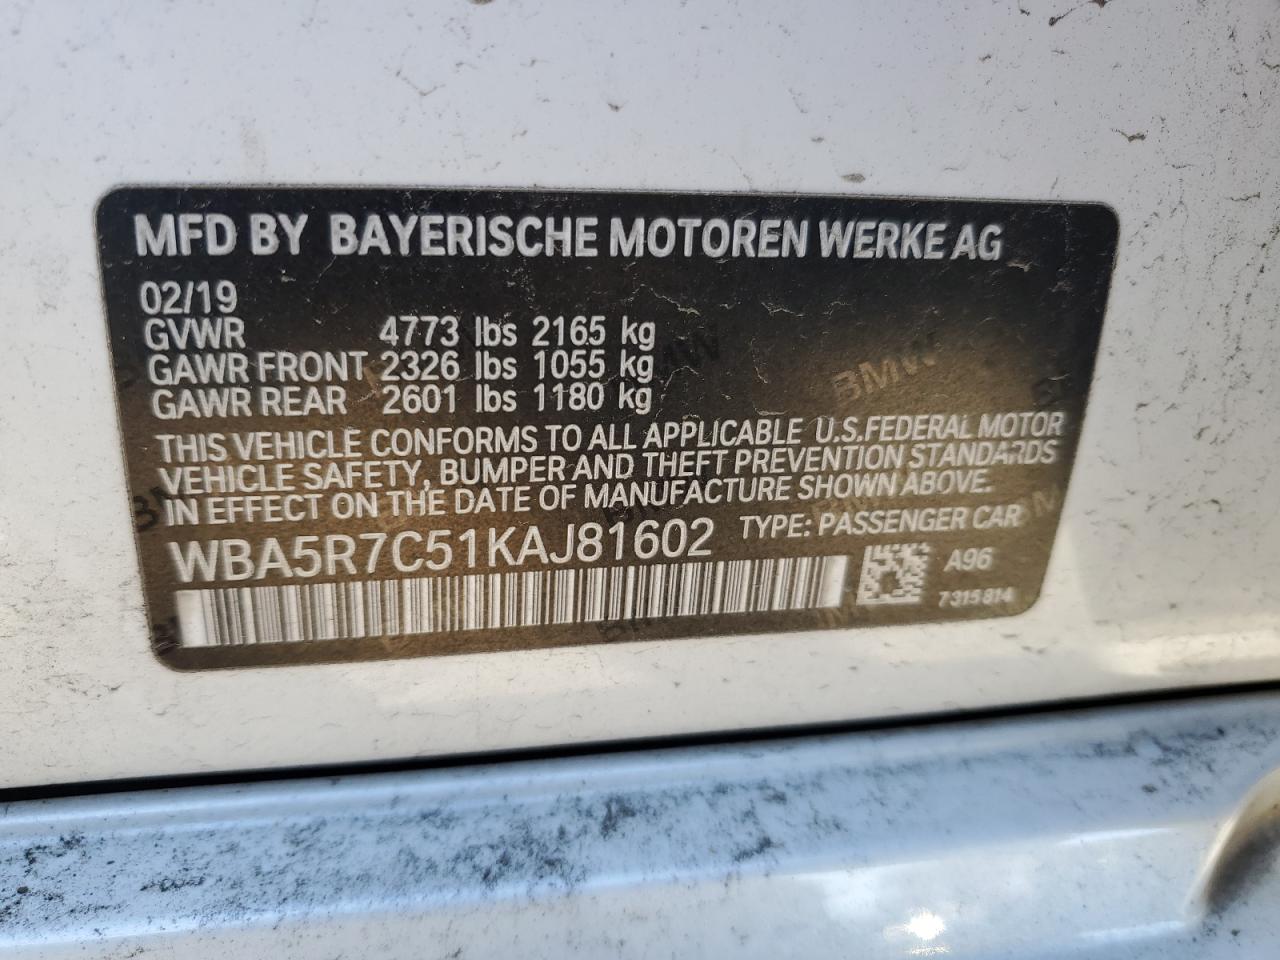 MFD BY BAYERISCHE MOTOREN WERKE AG
02/19
GVWR 4773 lbs 2165 kg
GAWR FRONT 2326 lbs 1055 kg
GAWR REAR 2601 lbs 1180 kg
THIS VEHICLE CONFORMS TO ALL APPLICABLE U.S.FEDERAL MOTOR
VEHICLE SAFETY, BUMPER AND THEFT PREVENTION STANDARDS
IN EFFECT ON THE DATE OF MANUFACTURE SHOWN ABOVE.
WBA5R7C51KAJ81602 TYPE: PASSENGER CAR
A96
7315814
BMW
BMW